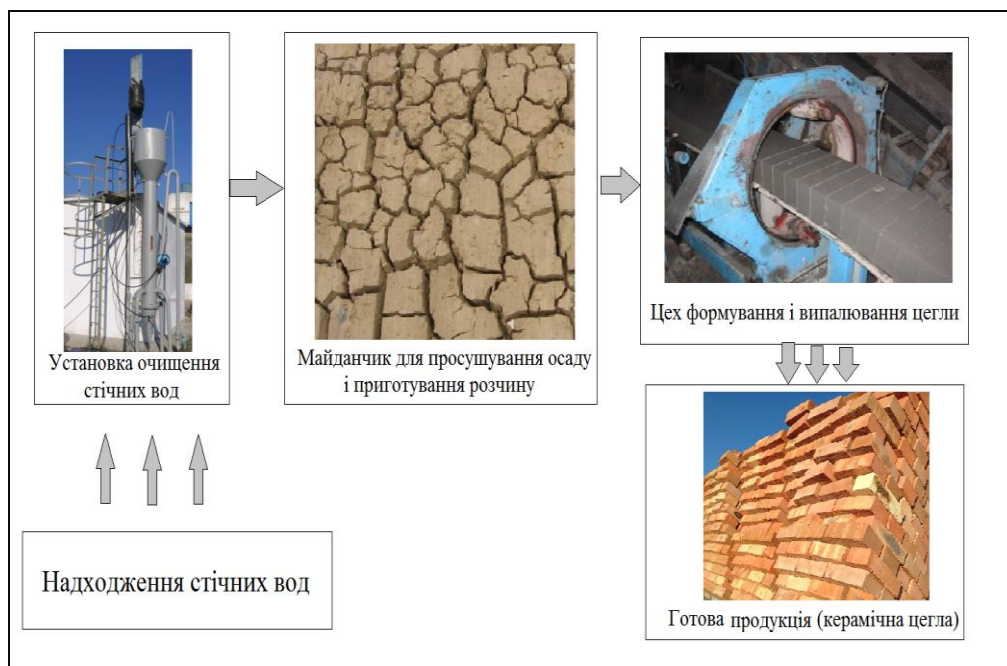 Надходження стічних вод
Установка очищення
стічних вод
Майданчик для просушування осаду
і приготування розчину
Цех формування і випалювання цегли
Готова продукція (керамічна цегла)